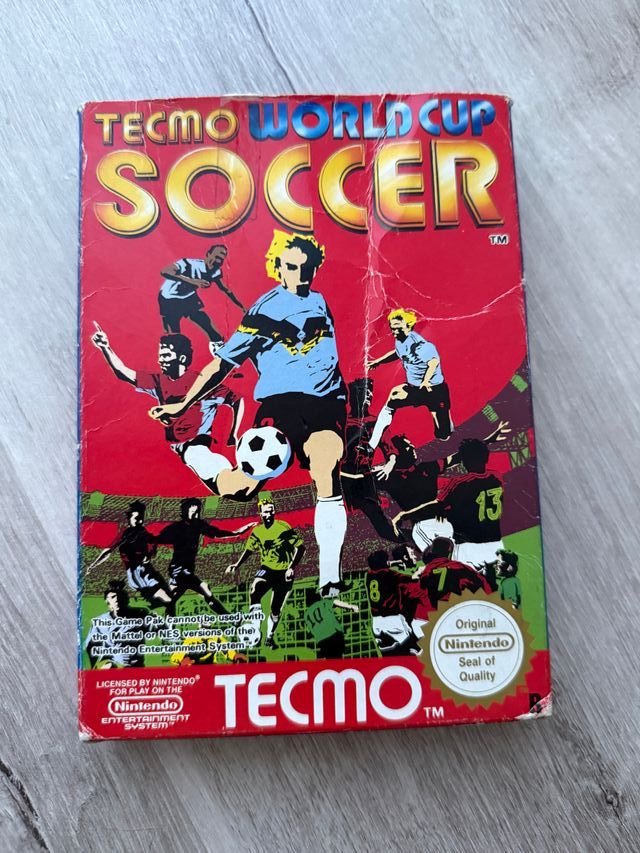 TECMO WORLD CUP
SOCCER
TM
13
8
7
10
This Game Pak cannot be used with
the Mattel or NES versions of the
Nintendo Entertainment System.
LICENSED BY NINTENDO®
FOR PLAY ON THE
Nintendo
ENTERTAINMENT
SYSTEM™
TECMO TM
Original
Nintendo
Seal of
Quality